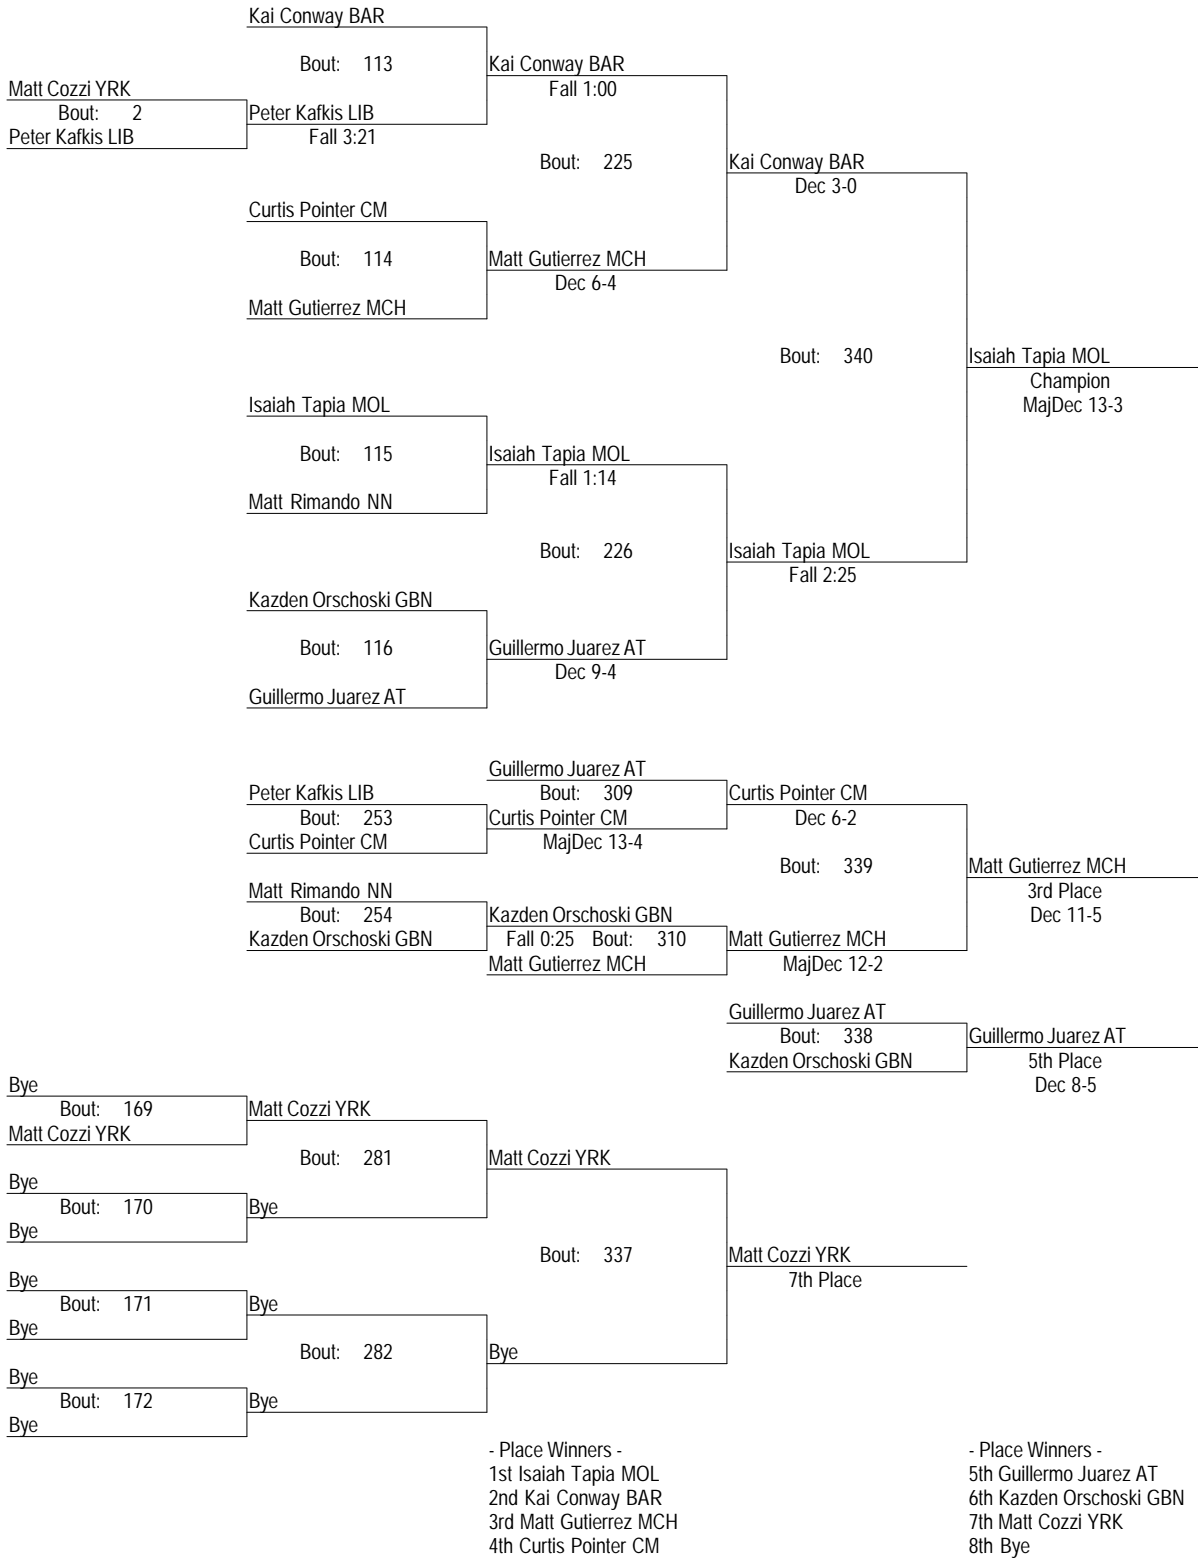 Kai Conway BAR
Bout: 113
Kai Conway BAR
Fall 1:00
Matt Cozzi YRK
Bout: 2
Peter Kafkis LIB
Peter Kafkis LIB
Fall 3:21
Bout: 225
Kai Conway BAR
Dec 3-0
Curtis Pointer CM
Bout: 114
Matt Gutierrez MCH
Dec 6-4
Matt Gutierrez MCH
Bout: 340
Isaiah Tapia MOL
Champion
MajDec 13-3
Isaiah Tapia MOL
Bout: 115
Isaiah Tapia MOL
Fall 1:14
Matt Rimando NN
Bout: 226
Isaiah Tapia MOL
Fall 2:25
Kazden Orschoski GBN
Bout: 116
Guillermo Juarez AT
Dec 9-4
Guillermo Juarez AT
Guillermo Juarez AT
Peter Kafkis LIB
Bout: 309
Curtis Pointer CM
Bout: 253
Curtis Pointer CM
Dec 6-2
Curtis Pointer CM
MajDec 13-4
Bout: 339
Matt Gutierrez MCH
3rd Place
Dec 11-5
Matt Rimando NN
Bout: 254
Kazden Orschoski GBN
Kazden Orschoski GBN
Fall 0:25 Bout: 310
Matt Gutierrez MCH
Matt Gutierrez MCH
MajDec 12-2
Guillermo Juarez AT
Bout: 338
Guillermo Juarez AT
Kazden Orschoski GBN
5th Place
Dec 8-5
Bye
Bout: 169
Matt Cozzi YRK
Matt Cozzi YRK
Bout: 281
Matt Cozzi YRK
Bye
Bout: 170
Bye
Bye
Bout: 337
Matt Cozzi YRK
7th Place
Bye
Bout: 171
Bye
Bye
Bout: 282
Bye
Bye
Bout: 172
Bye
Bye
- Place Winners -
1st Isaiah Tapia MOL
2nd Kai Conway BAR
3rd Matt Gutierrez MCH
4th Curtis Pointer CM
- Place Winners -
5th Guillermo Juarez AT
6th Kazden Orschoski GBN
7th Matt Cozzi YRK
8th Bye